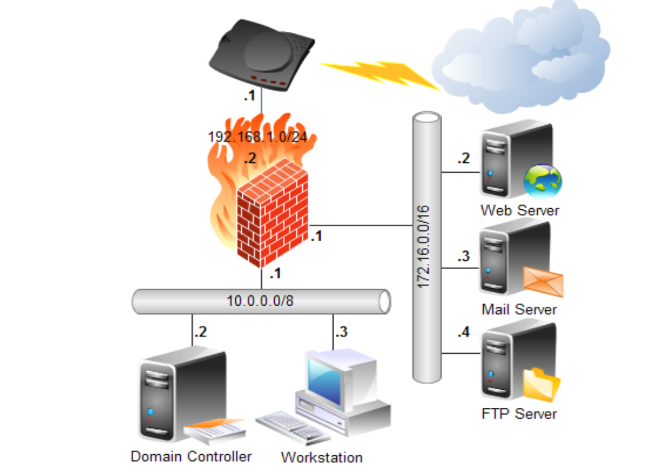 .1
192.168.1.0/24
.2
.1
.1
10.0.0.0/8
.2
.3
Domain Controller
Workstation
172.16.0.0/16
.2
Web Server
.3
Mail Server
.4
FTP Server